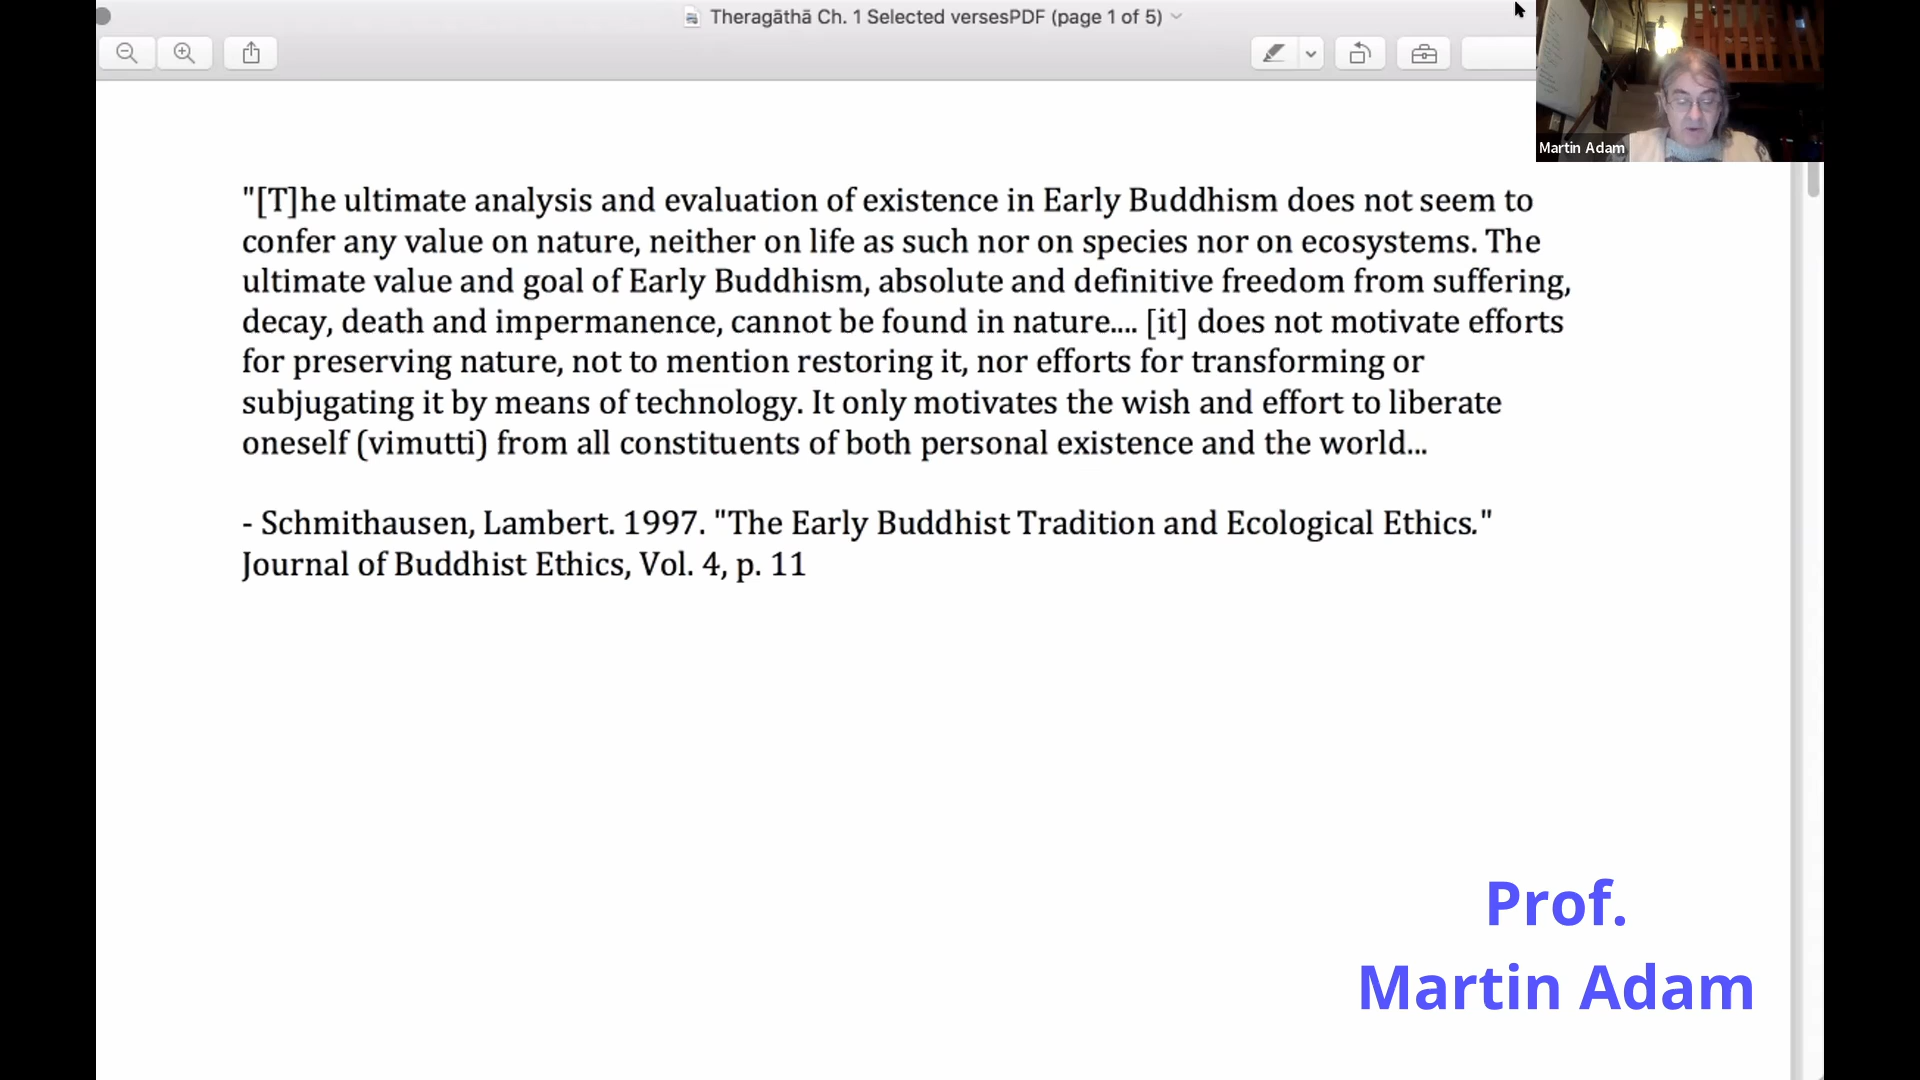 Theragāthā Ch. 1 Selected versesPDF (page 1 of 5)
Martin Adam
"[T]he ultimate analysis and evaluation of existence in Early Buddhism does not seem to
confer any value on nature, neither on life as such nor on species nor on ecosystems. The
ultimate value and goal of Early Buddhism, absolute and definitive freedom from suffering,
decay, death and impermanence, cannot be found in nature.... [it] does not motivate efforts
for preserving nature, not to mention restoring it, nor efforts for transforming or
subjugating it by means of technology. It only motivates the wish and effort to liberate
oneself (vimutti) from all constituents of both personal existence and the world...
- Schmithausen, Lambert. 1997. "The Early Buddhist Tradition and Ecological Ethics."
Journal of Buddhist Ethics, Vol. 4, p. 11
Prof.
Martin Adam